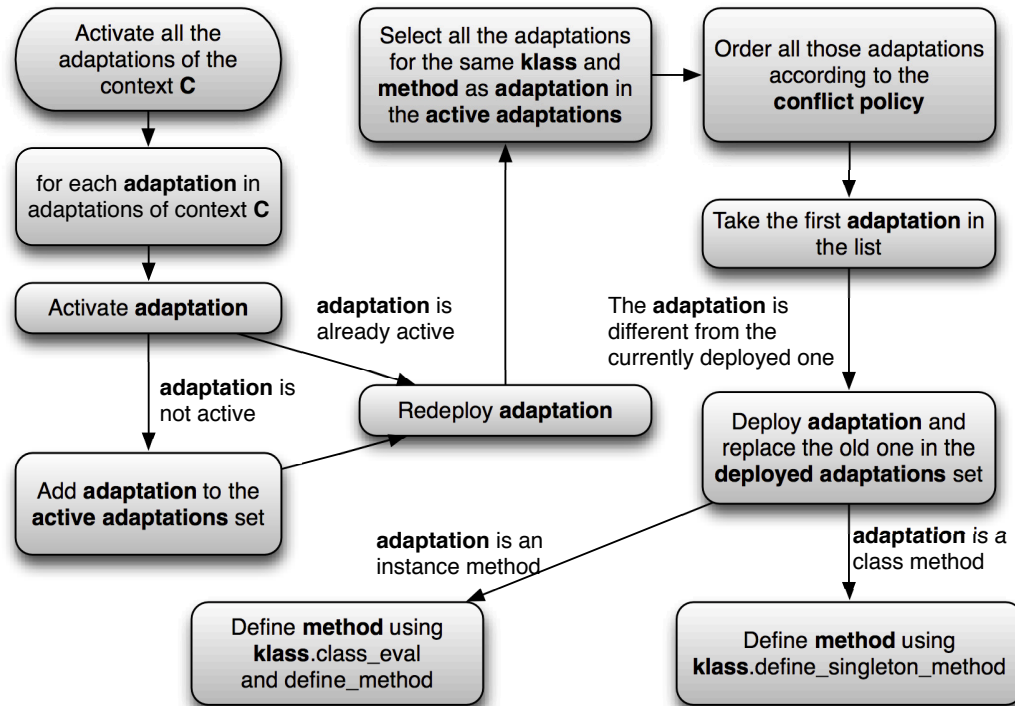 Activate all the
adaptations of the
context C
for each adaptation in
adaptations of context C
Activate adaptation
adaptation is
already active
adaptation is
not active
Add adaptation to the
active adaptations set
Redeploy adaptation
Select all the adaptations
for the same klass and
method as adaptation in
the active adaptations
Order all those adaptations
according to the
conflict policy
Take the first adaptation in
the list
The adaptation is
different from the
currently deployed one
Deploy adaptation and
replace the old one in the
deployed adaptations set
adaptation is an
instance method
adaptation is a
class method
Define method using
klass.class_eval
and define_method
Define method using
klass.define_singleton_method